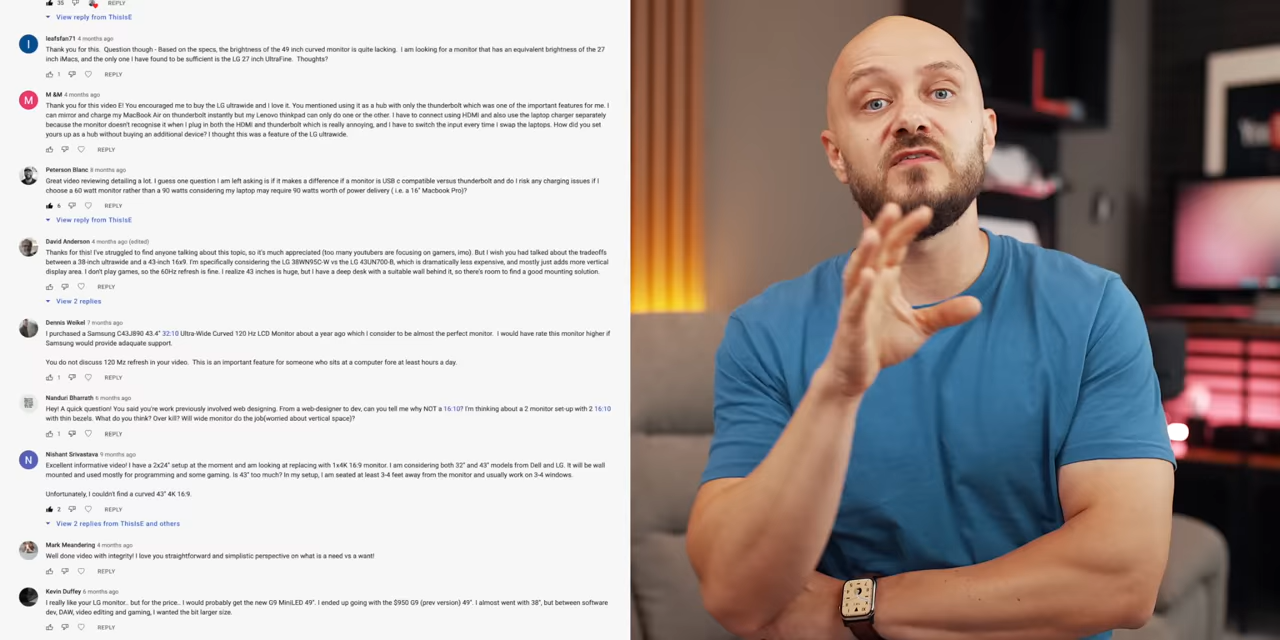 35 REPLY
View reply from ThisIsE
leafsfan71 4 months ago
Thank you for this. Question though - Based on the specs, the brightness of the 49 inch curved monitor is quite lacking. I am looking for a monitor that has an equivalent brightness of the 27
inch iMacs, and the only one I have found to be sufficient is the LG 27 inch UltraFine. Thoughts?
1 REPLY
M
M &M 4 months ago
Thank you for this video E! You encouraged me to buy the LG ultrawide and I love it. You mentioned using it as a hub with only the thunderbolt which was one of the important features for me. I
can mirror and charge my MacBook Air on thunderbolt instantly but my Lenovo thinkpad can only do one or the other. I have to connect using HDMI and also use the laptop charger separately
because the monitor doesn't recognise it when I plug in both the HDMI and thunderbolt which is really annoying, and I have to switch the input every time I swap the laptops. How did you set
yours up as a hub without buying an additional device? I thought this was a feature of the LG ultrawide.
REPLY
Peterson Blanc 8 months ago
Great video reviewing detailing a lot. I guess one question I am left asking is if it makes a difference if a monitor is USB c compatible versus thunderbolt and do I risk any charging issues if I
choose a 60 watt monitor rather than a 90 watts considering my laptop may require 90 watts worth of power delivery ( i.e. a 16" Macbook Pro)?
6 REPLY
View reply from ThisIsE
David Anderson 4 months ago (edited)
Thanks for this! I've struggled to find anyone talking about this topic, so it's much appreciated (too many youtubers are focusing on gamers, imo). But I wish you had talked about the tradeoffs
between a 38-inch ultrawide and a 43-inch 16x9. I'm specifically considering the LG 38WN95C-W vs the LG 43UN700-B, which is dramatically less expensive, and mostly just adds more vertical
display area. I don't play games, so the 60Hz refresh is fine. I realize 43 inches is huge, but I have a deep desk with a suitable wall behind it, so there's room to find a good mounting solution.
REPLY
View 2 replies
Dennis Weikel 7 months ago
I purchased a Samsung C43J890 43.4" 32:10 Ultra-Wide Curved 120 Hz LCD Monitor about a year ago which I consider to be almost the perfect monitor. I would have rate this monitor higher if
Samsung would provide adaquate support.
You do not discuss 120 Mz refresh in your video. This is an important feature for someone who sits at a computer fore at least hours a day.
1 REPLY
Nanduri Bharrath 6 months ago
Hey! A quick question! You said you're work previously involved web designing. From a web-designer to dev, can you tell me why NOT a 16:10? I'm thinking about a 2 monitor set-up with 2 16:10
with thin bezels. What do you think? Over kill? Will wide monitor do the job(worried about vertical space)?
1 REPLY
N
Nishant Srivastava 9 months ago
Excellent informative video! I have a 2x24" setup at the moment and am looking at replacing with 1x4K 16:9 monitor. I am considering both 32" and 43" models from Dell and LG. It will be wall
mounted and used mostly for programming and some gaming. Is 43" too much? In my setup, I am seated at least 3-4 feet away from the monitor and usually work on 3-4 windows.
Unfortunately, I couldn't find a curved 43" 4K 16:9.
2 REPLY
View 2 replies from ThisIsE and others
Mark Meandering 4 months ago
Well done video with integrity! I love you straightforward and simplistic perspective on what is a need vs a want!
REPLY
Kevin Duffey 6 months ago
I really like your LG monitor.. but for the price.. I would probably get the new G9 MiniLED 49". I ended up going with the $950 G9 (prev version) 49". I almost went with 38", but between software
dev, DAW, video editing and gaming, I wanted the bit larger size.
REPLY